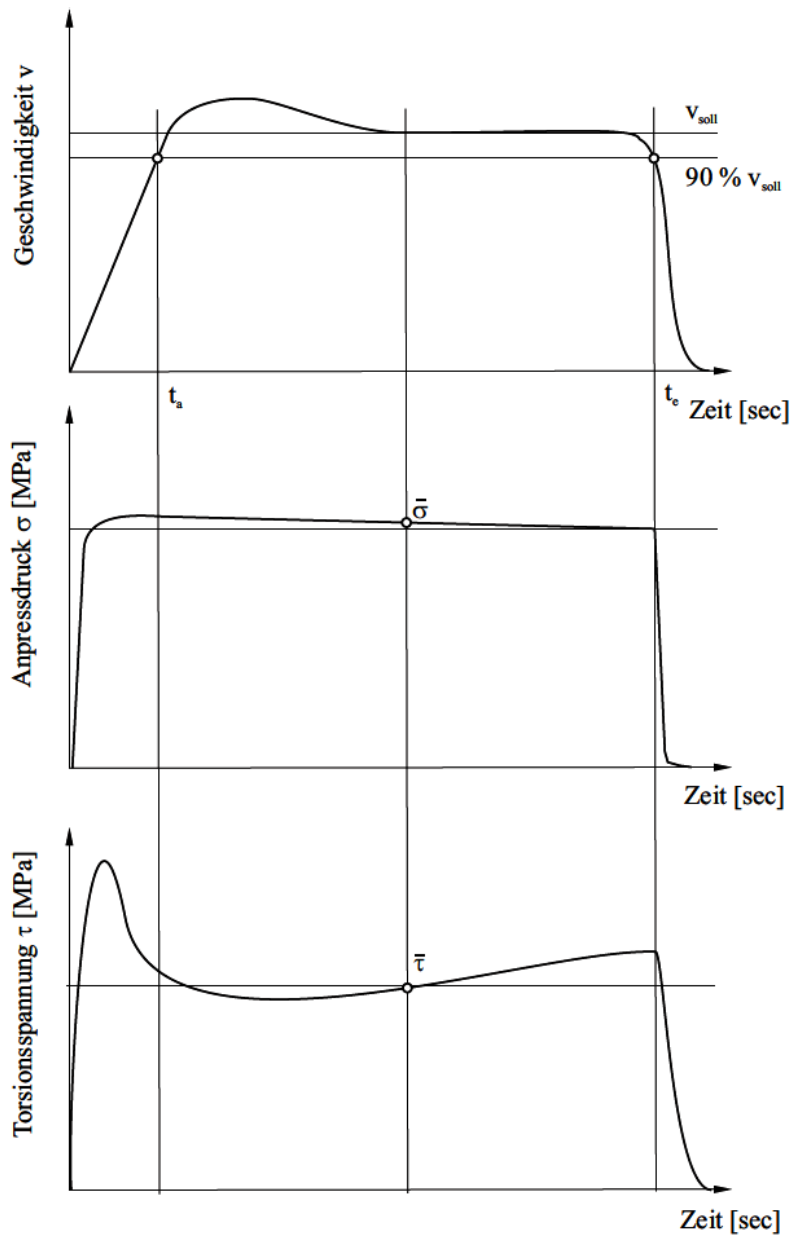 Geschwindigkeit v
v_soll
90 % v_soll
t_a
t_e
Zeit [sec]
Anpressdruck σ [MPa]
σ̄
Zeit [sec]
Torsionsspannung τ [MPa]
τ̄
Zeit [sec]